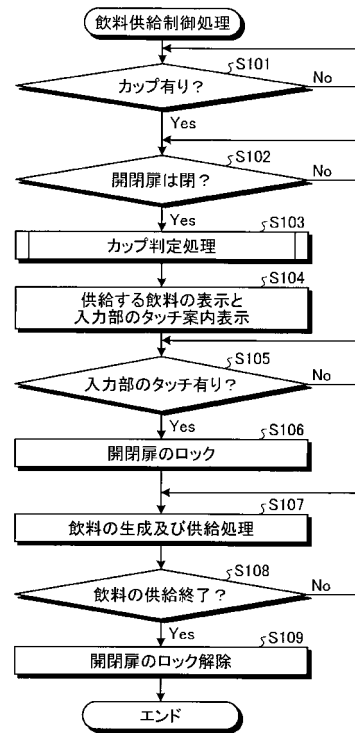 飲料供給制御処理
S101
カップ有り?
No
Yes
S102
開閉扉は閉?
No
Yes
S103
カップ判定処理
S104
供給する飲料の表示と
入力部のタッチ案内表示
S105
入力部のタッチ有り?
No
Yes
S106
開閉扉のロック
S107
飲料の生成及び供給処理
S108
飲料の供給終了?
No
Yes
S109
開閉扉のロック解除
エンド